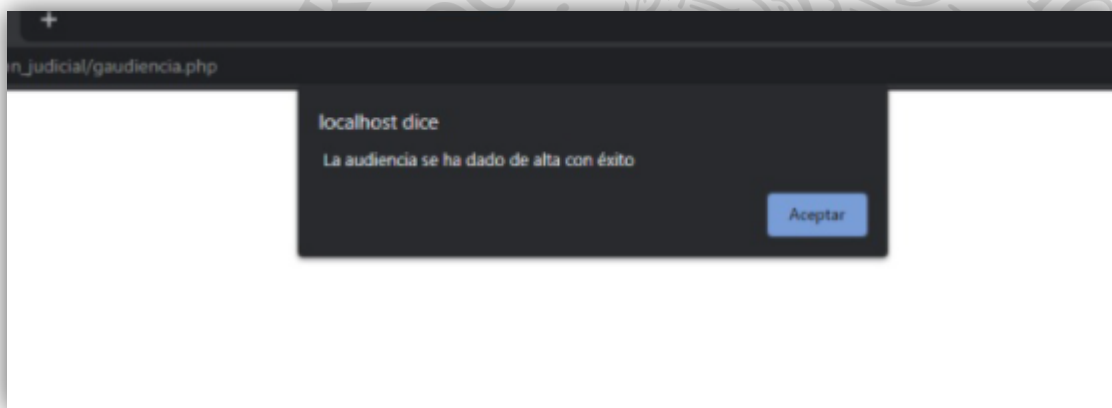 n_judicial/gaudiencia.php
localhost dice
La audiencia se ha dado de alta con éxito
Aceptar